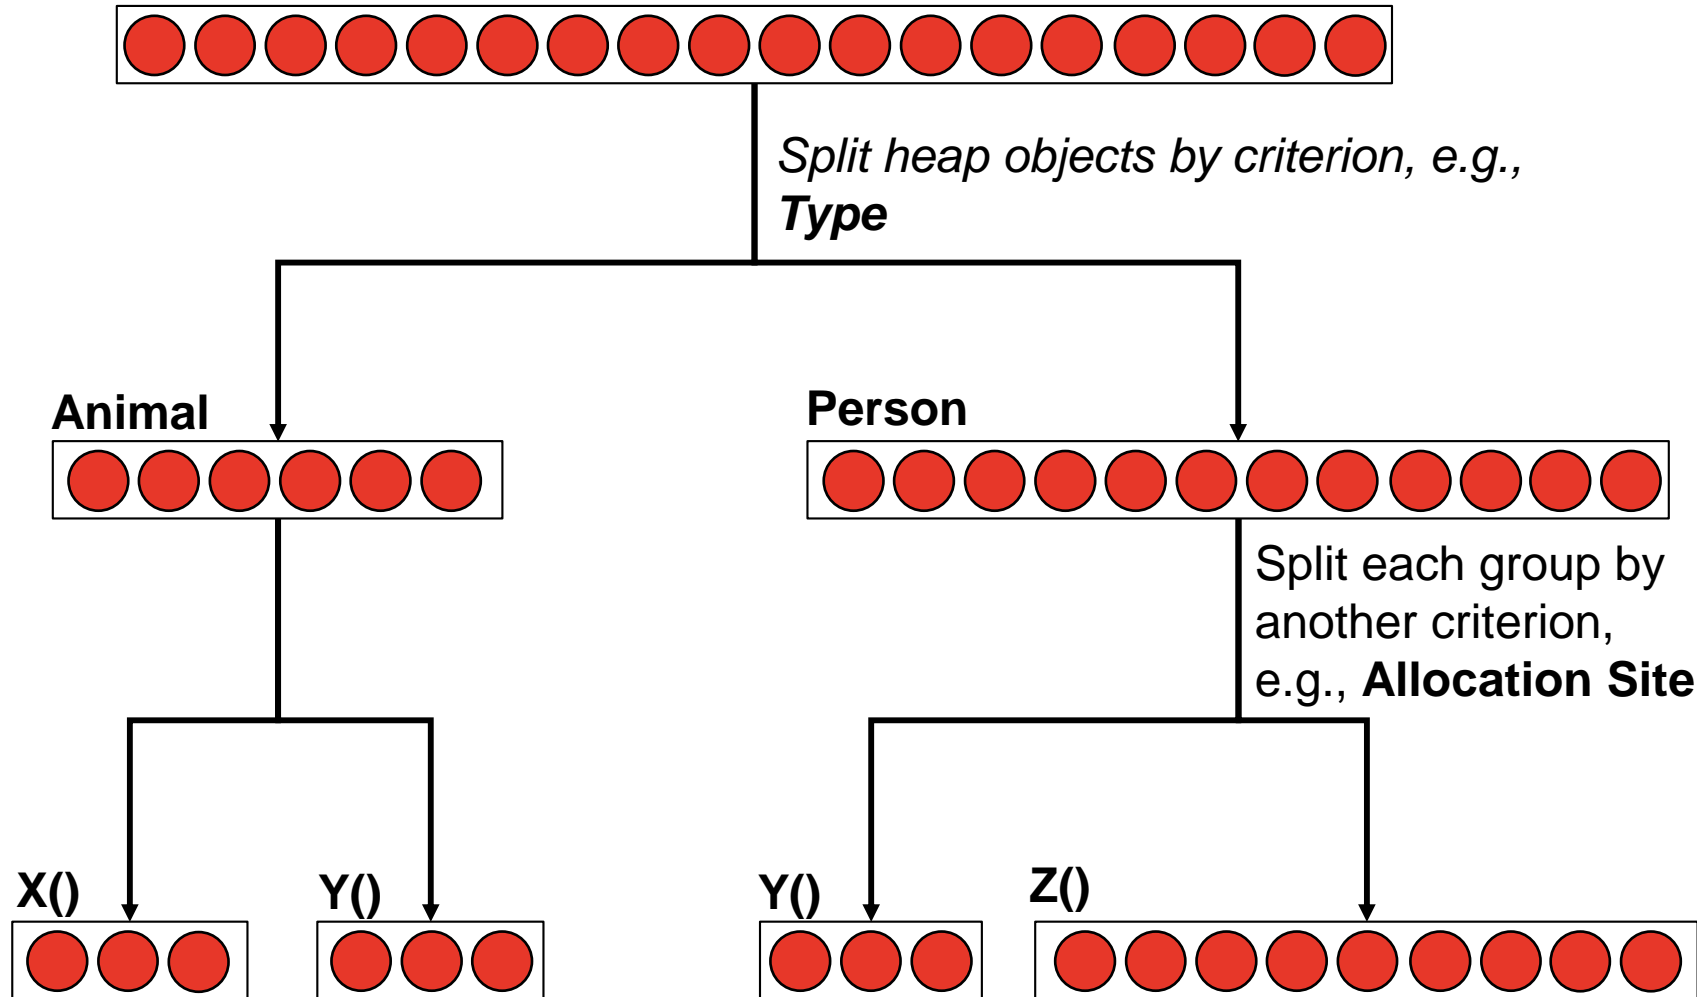 Split heap objects by criterion, e.g.,
Type
Animal
Person
Split each group by
another criterion,
e.g., Allocation Site
X()
Y()
Y()
Z()